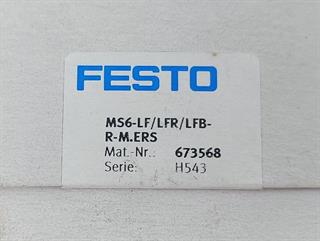 FESTO
MS6-LF/LFR/LFB-
R-M.ERS
Mat.-Nr.: 673568
Serie: H543